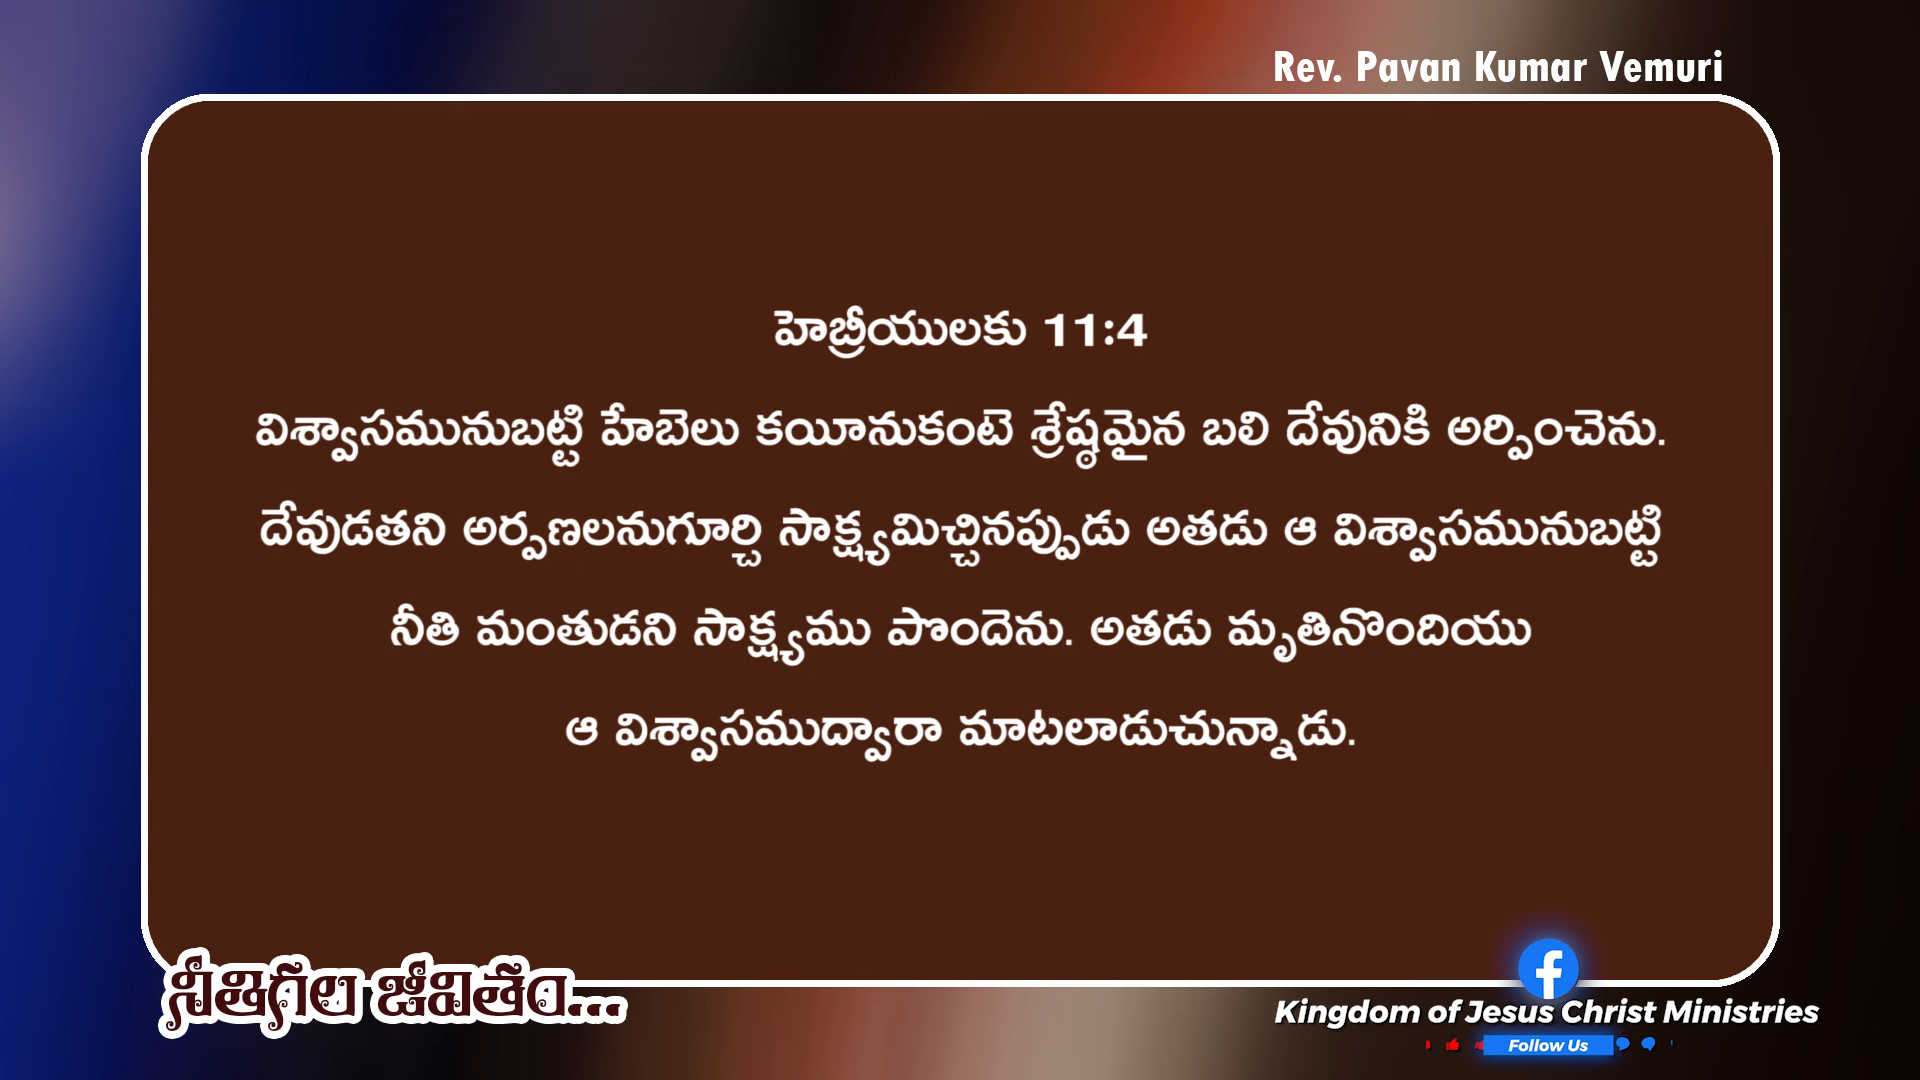 Rev. Pavan Kumar Vemuri
హెబ్రీయులకు 11:4
విశ్వాసమునుబట్టి హేబెలు కయీనుకంటె శ్రేష్ఠమైన బలి దేవునికి అర్పించెను.
దేవుడతని అర్పణలనుగూర్చి సాక్ష్యమిచ్చినప్పుడు అతడు ఆ విశ్వాసమునుబట్టి
నీతి మంతుడని సాక్ష్యము పొందెను. అతడు మృతినొందియు
ఆ విశ్వాసముద్వారా మాటలాడుచున్నాడు.
నీతిగల జీవితం...
Kingdom of Jesus Christ Ministries
Follow Us